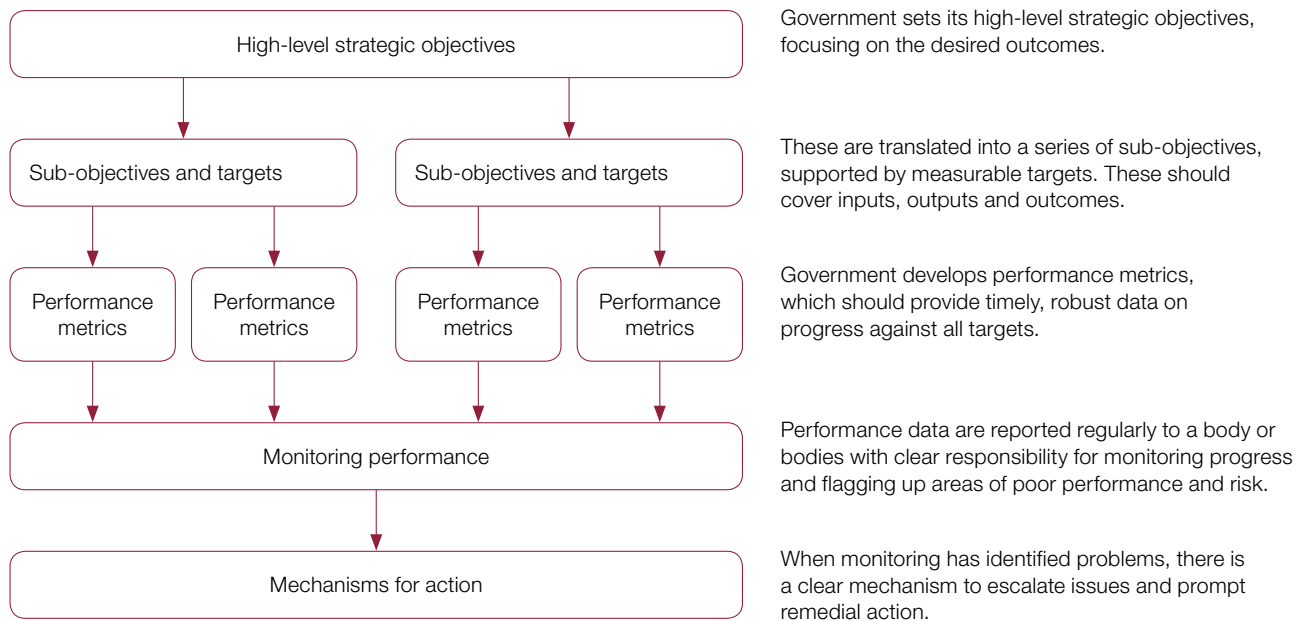 High-level strategic objectives
Government sets its high-level strategic objectives,
focusing on the desired outcomes.
Sub-objectives and targets
Sub-objectives and targets
These are translated into a series of sub-objectives,
supported by measurable targets. These should
cover inputs, outputs and outcomes.
Performance
metrics
Performance
metrics
Performance
metrics
Performance
metrics
Government develops performance metrics,
which should provide timely, robust data on
progress against all targets.
Monitoring performance
Performance data are reported regularly to a body or
bodies with clear responsibility for monitoring progress
and flagging up areas of poor performance and risk.
Mechanisms for action
When monitoring has identified problems, there is
a clear mechanism to escalate issues and prompt
remedial action.